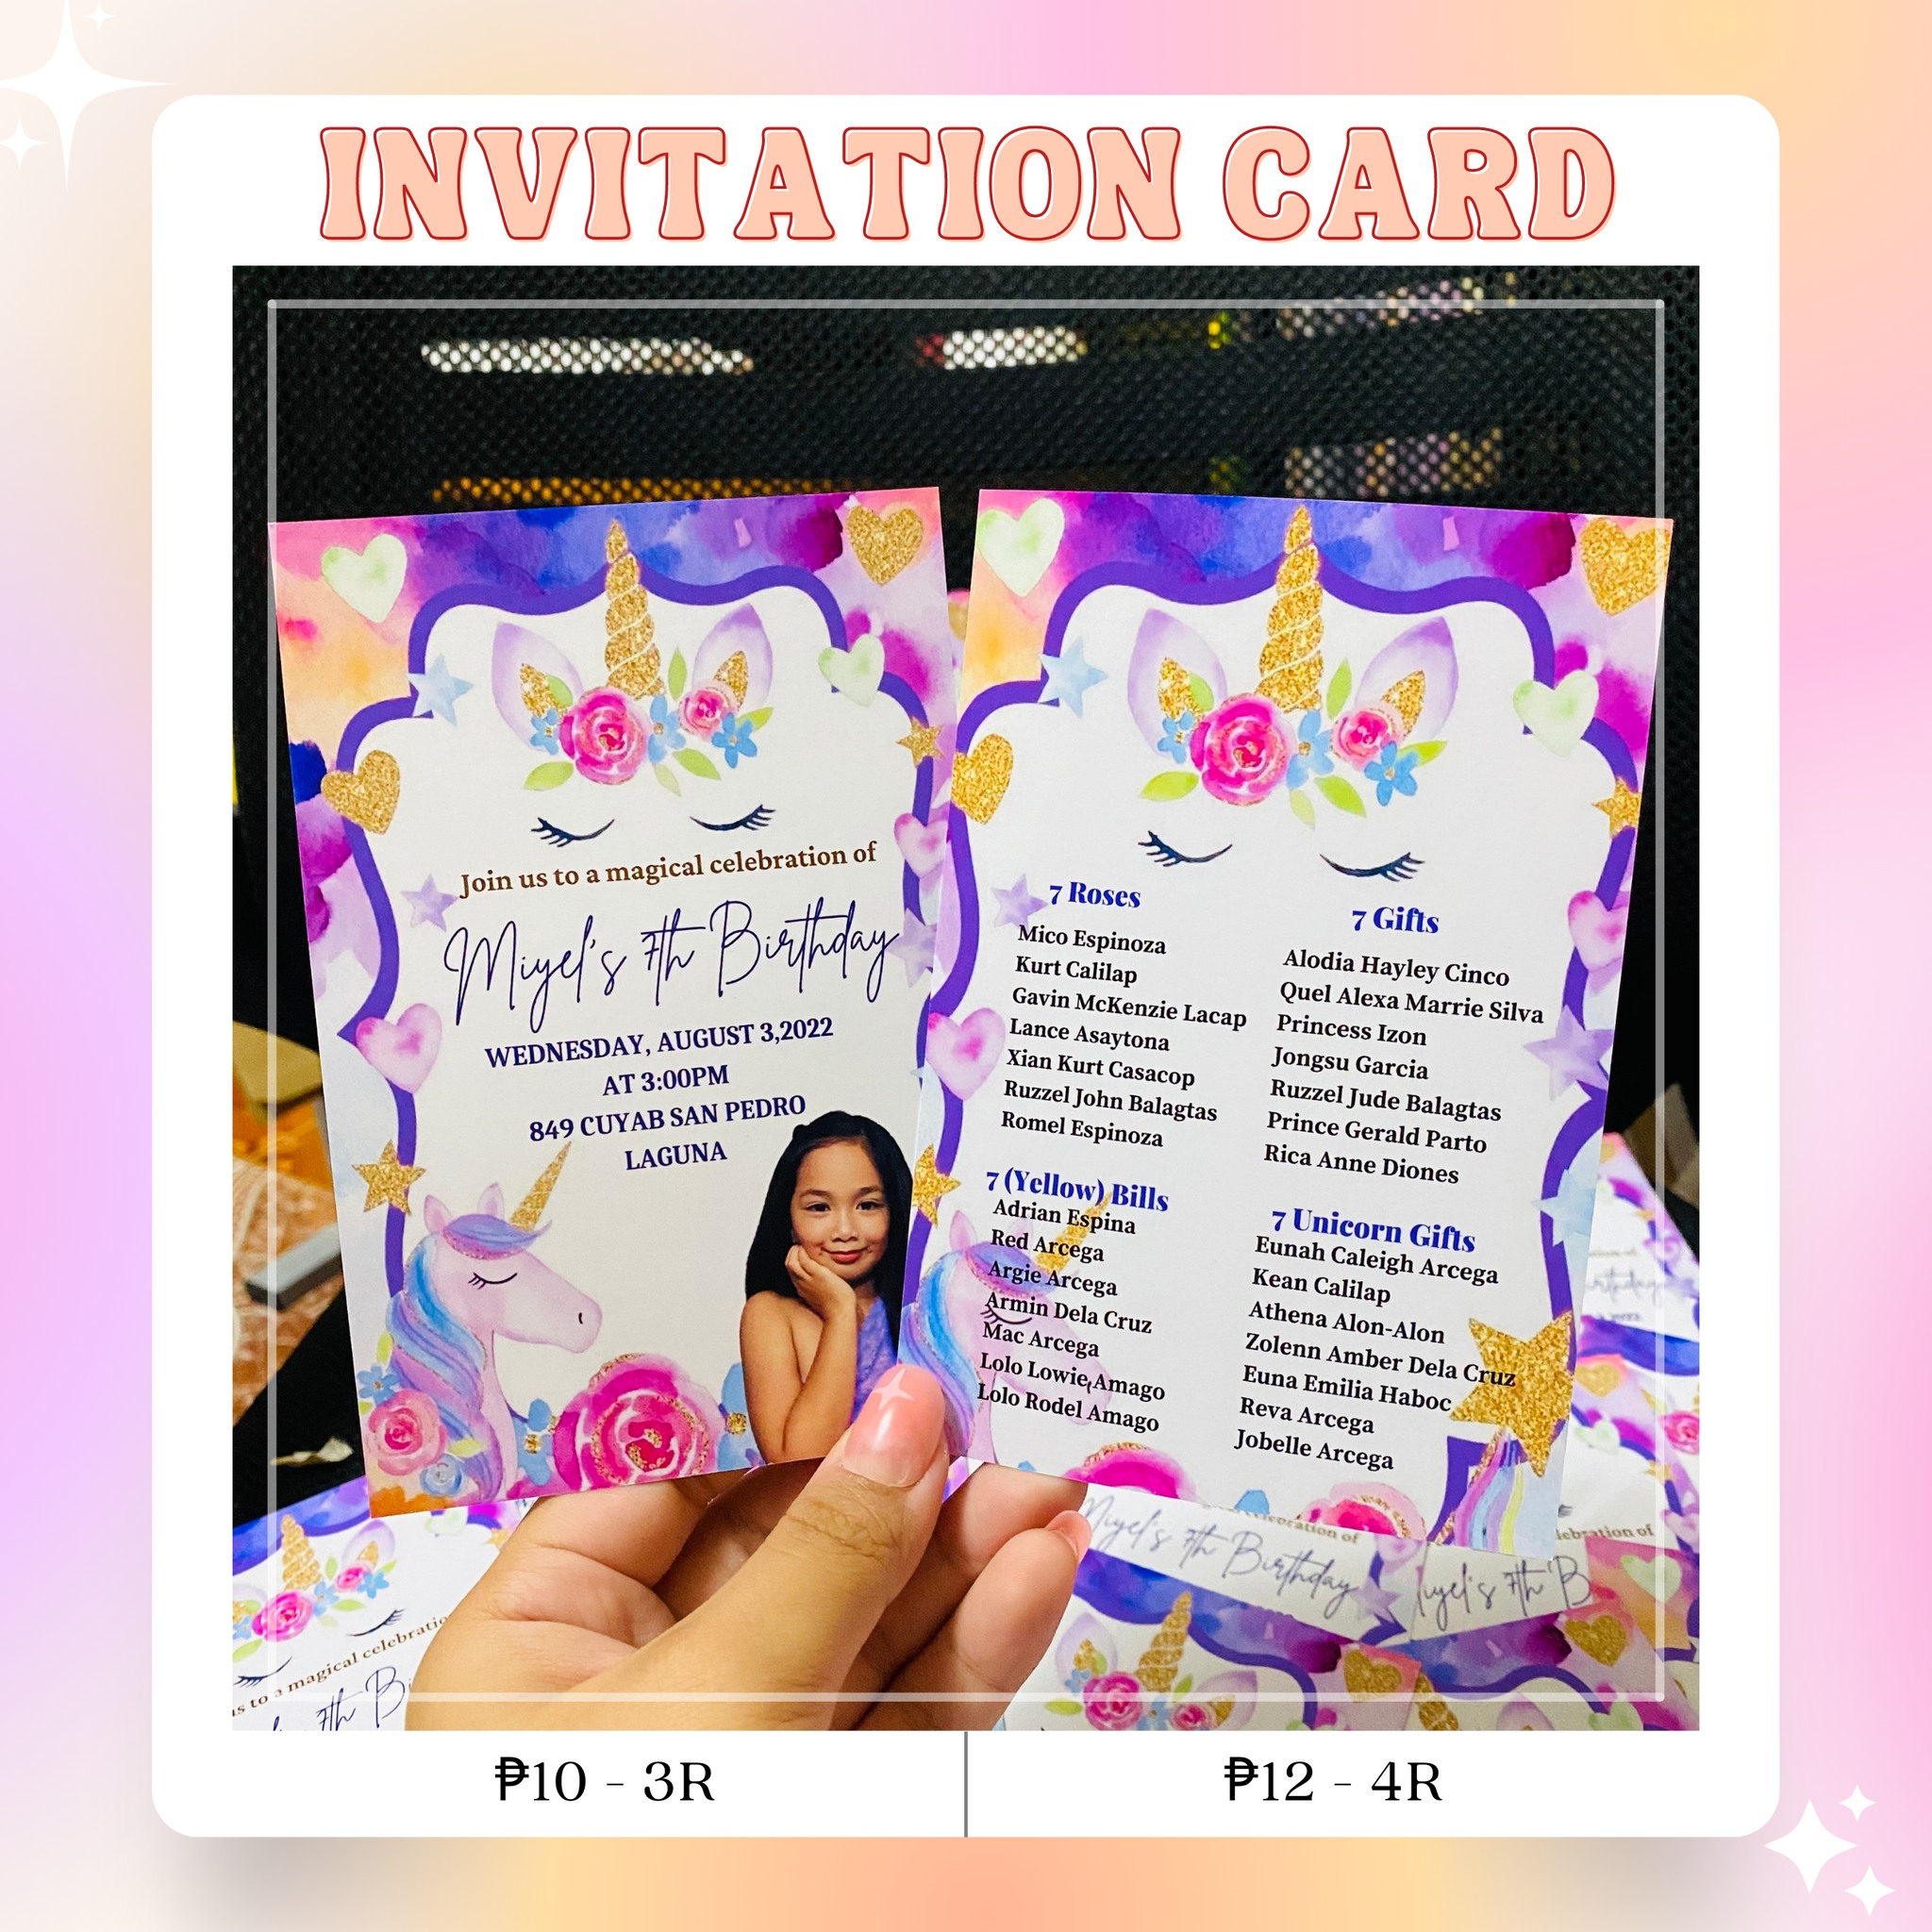 INVITATION CARD
Join us to a magical celebration of
Miyel's 7th Birthday
WEDNESDAY, AUGUST 3,2022
AT 3:00PM
849 CUYAB SAN PEDRO
LAGUNA
7 Roses
Mico Espinoza
Kurt Calilap
Gavin McKenzie Lacap
Lance Asaytona
Xian Kurt Casacop
Ruzzel John Balagtas
Romel Espinoza
7 (Yellow) Bills
Adrian Espina
Red Arcega
Argie Arcega
Armin Dela Cruz
Mac Arcega
Lolo Lowie Amago
Lolo Rodel Amago
7 Gifts
Alodia Hayley Cinco
Quel Alexa Marrie Silva
Princess Izon
Jongsu Garcia
Ruzzel Jude Balagtas
Prince Gerald Parto
Rica Anne Diones
7 Unicorn Gifts
Eunah Caleigh Arcega
Kean Calilap
Athena Alon-Alon
Zolenn Amber Dela Cruz
Euna Emilia Haboc
Reva Arcega
Jobelle Arcega
of
Miyel's 7th Birthday
of
7th
a magical
7th
₱10 - 3R
₱12 - 4R